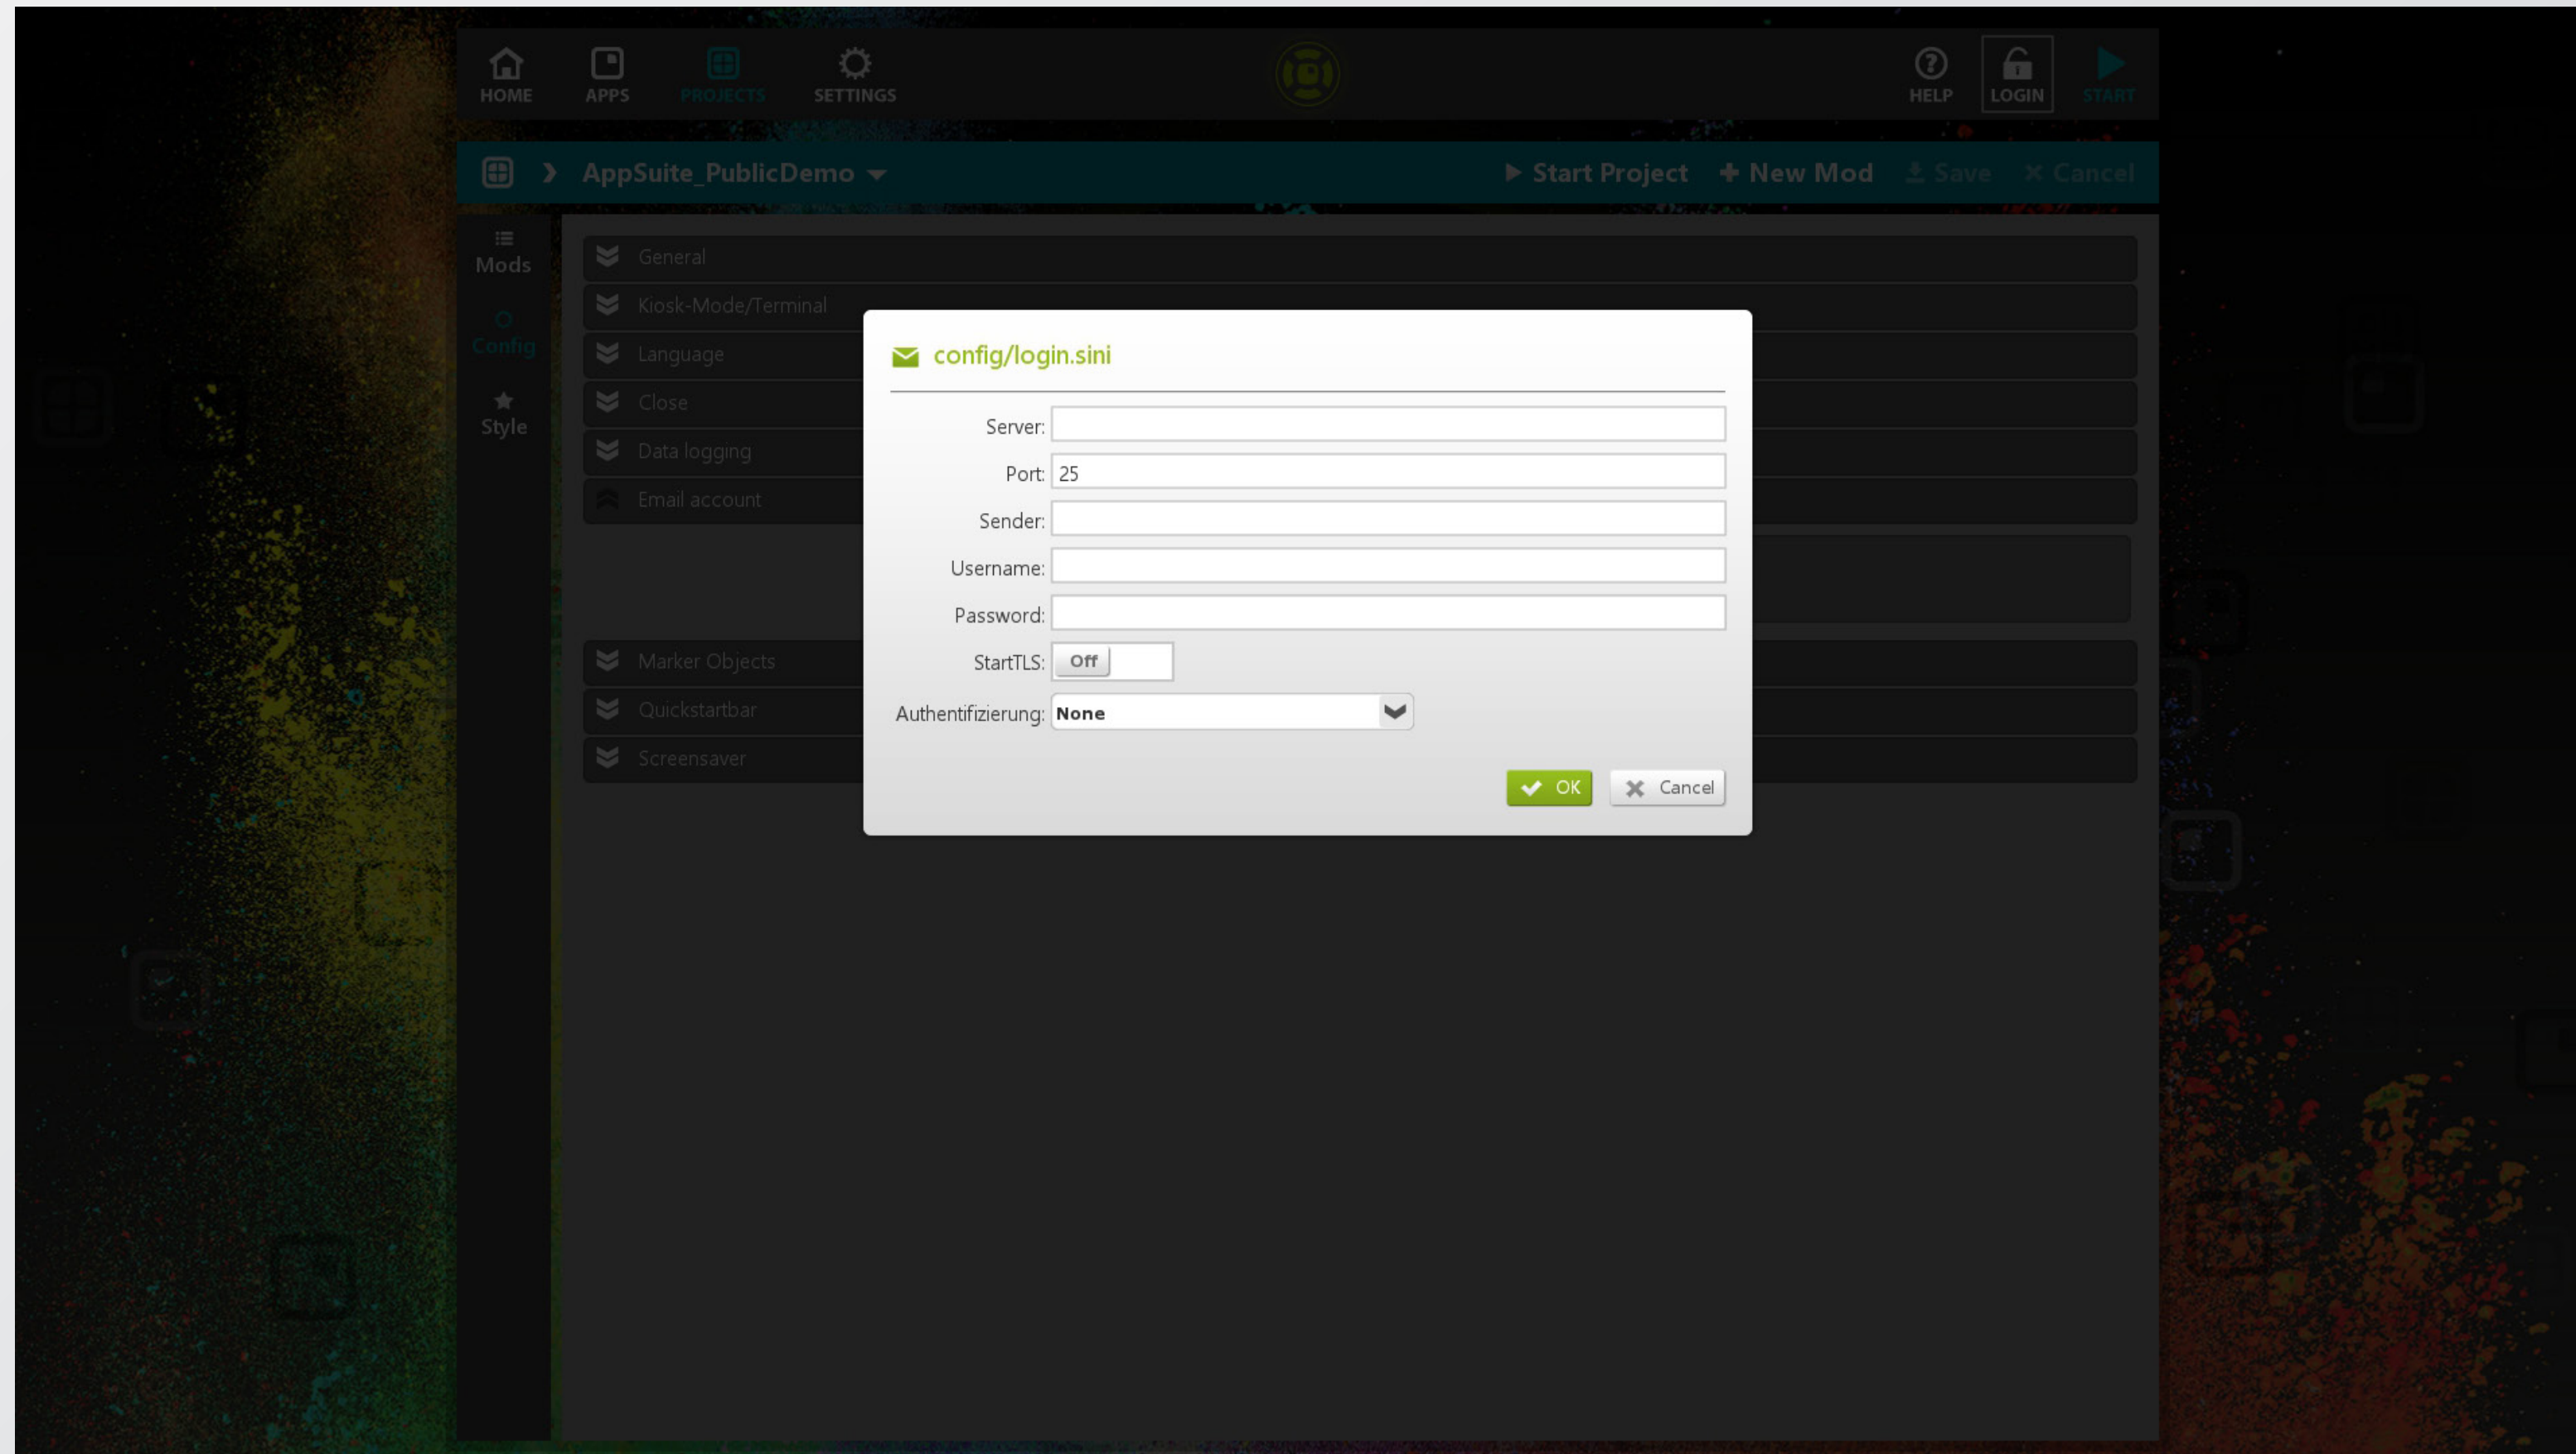 HOME APPS PROJECTS SETTINGS HELP LOGIN START
AppSuite_PublicDemo Start Project New Mod Save Cancel
Mods
Config
Style
General
Kiosk-Mode/Terminal
Language
Close
Data logging
Email account
Marker Objects
Quickstartbar
Screensaver
config/login.sini
Server:
Port: 25
Sender:
Username:
Password:
StartTLS: Off
Authentifizierung: None
OK Cancel